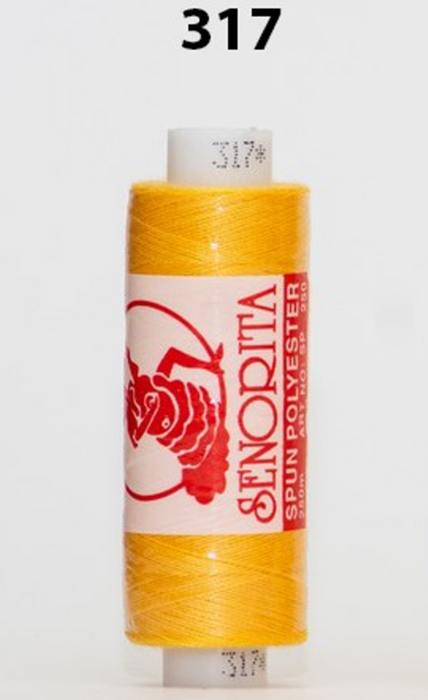 317
317*
SENORITA
SPUN POLYESTER
250m ART NO: SP 250
317*